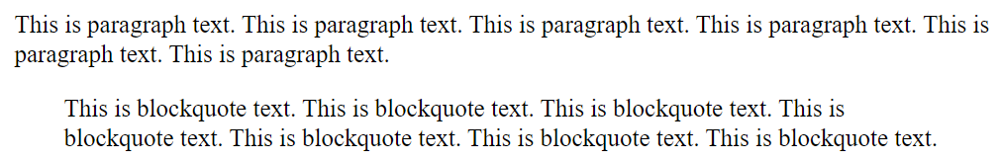 This is paragraph text. This is paragraph text. This is paragraph text. This is paragraph text. This is
paragraph text. This is paragraph text.
This is blockquote text. This is blockquote text. This is blockquote text. This is
blockquote text. This is blockquote text. This is blockquote text. This is blockquote text.